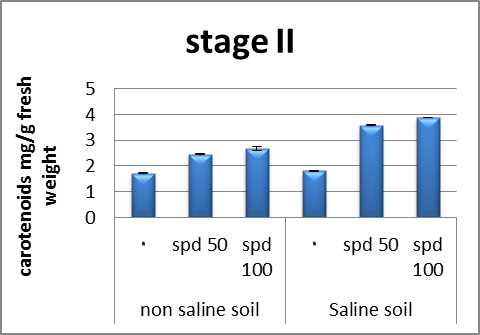 stage II
carotenoids mg/g fresh
weight
5
4
3
2
1
0
spd 50
spd
100
spd 50
spd
100
non saline soil
Saline soil